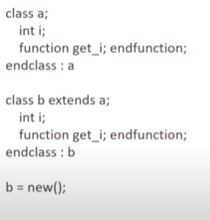 class a;
int i;
function get_i; endfunction;
endclass : a
class b extends a;
int i;
function get_i; endfunction;
endclass : b
b = new();